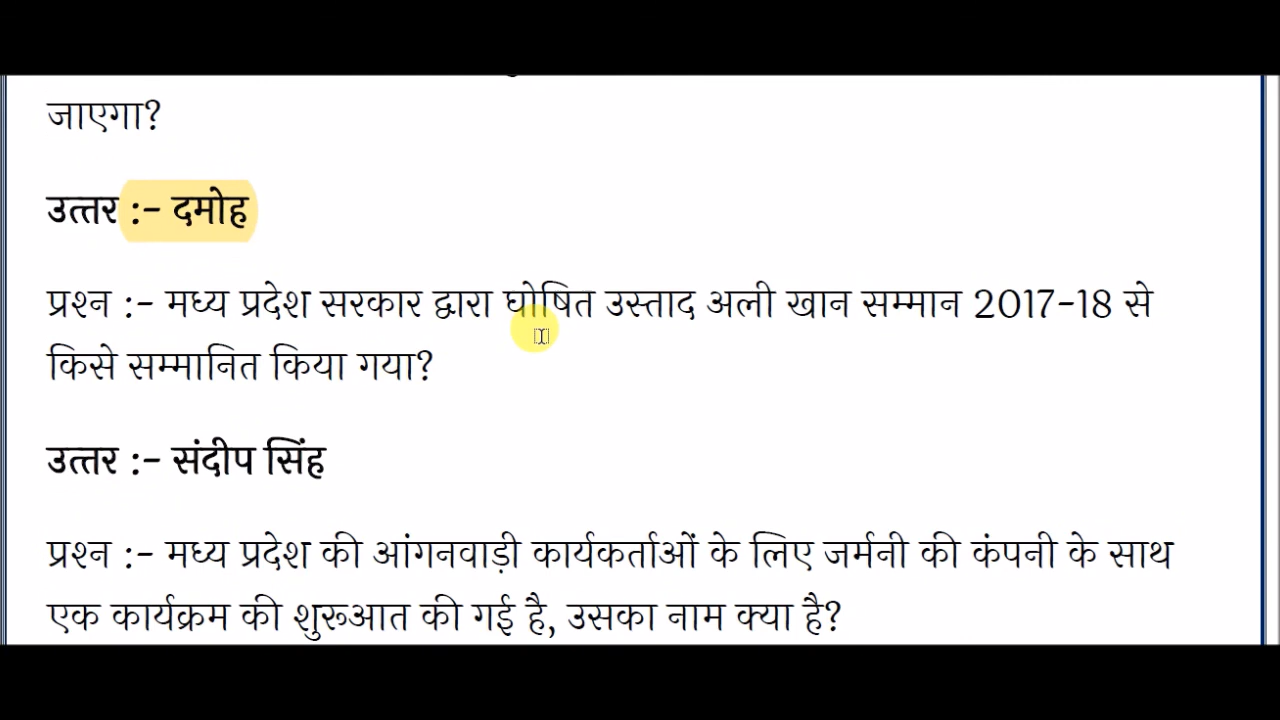 जाएगा?
उत्तर :- दमोह
प्रश्न :- मध्य प्रदेश सरकार द्वारा घोषित उस्ताद अली खान सम्मान 2017-18 से
किसे सम्मानित किया गया?
उत्तर :- संदीप सिंह
प्रश्न :- मध्य प्रदेश की आंगनवाड़ी कार्यकर्ताओं के लिए जर्मनी की कंपनी के साथ
एक कार्यक्रम की शुरूआत की गई है, उसका नाम क्या है?